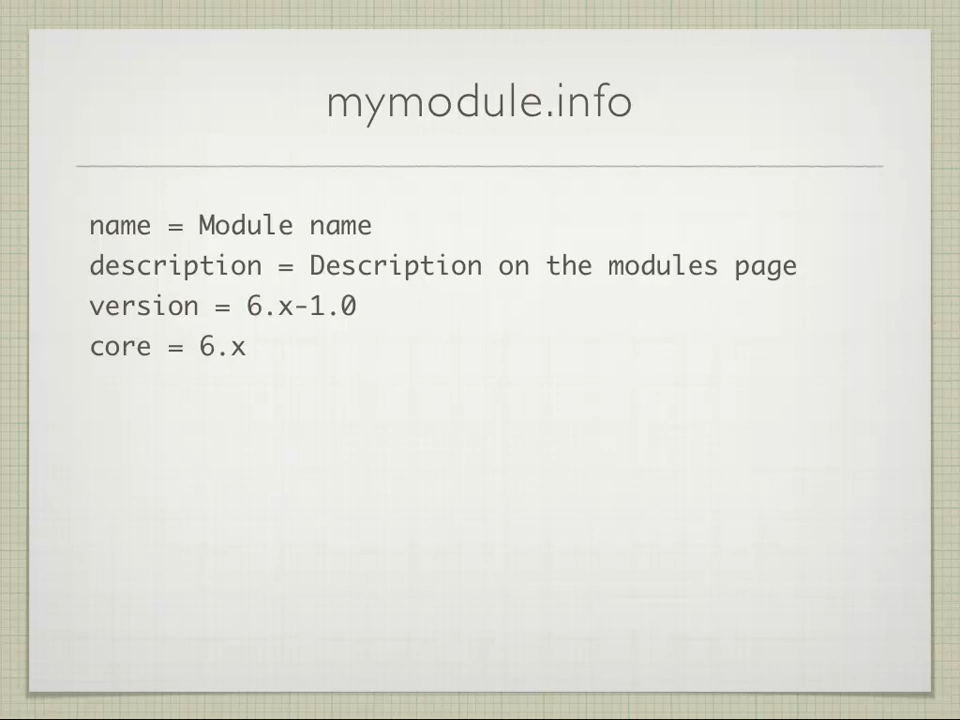 mymodule.info
name = Module name
description = Description on the modules page
version = 6.x-1.0
core = 6.x